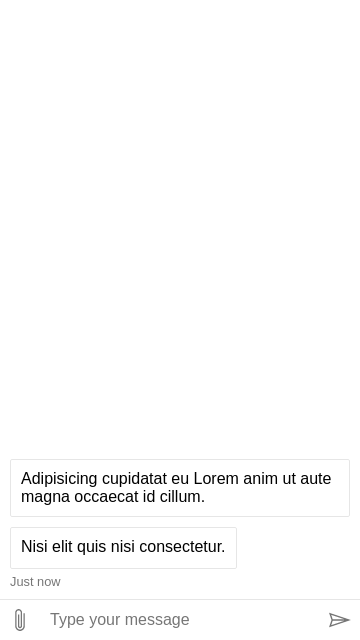 Adipisicing cupidatat eu Lorem anim ut aute
magna occaecat id cillum.
Nisi elit quis nisi consectetur.
Just now
Type your message